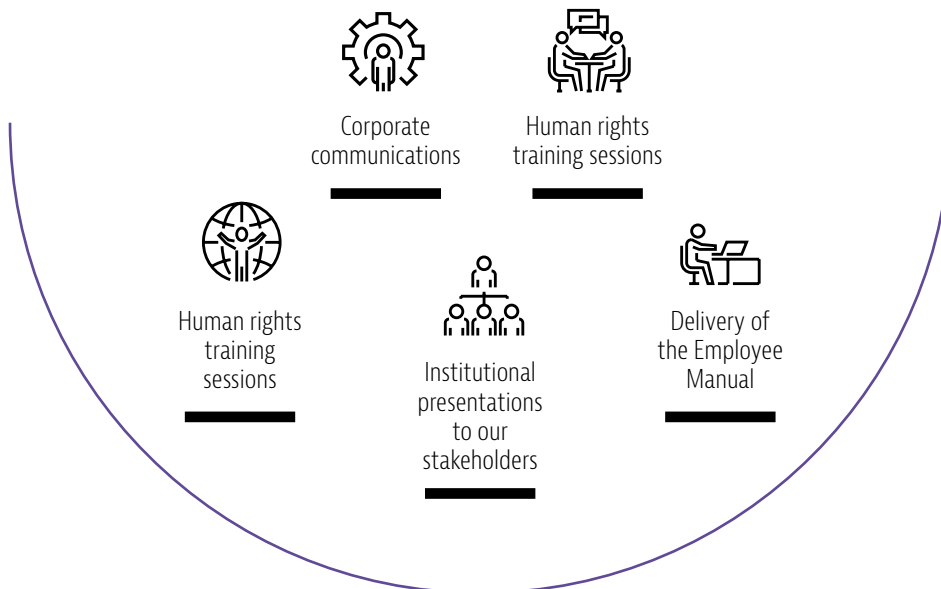 Corporate
communications
Human rights
training sessions
Human rights
training
sessions
Institutional
presentations
to our
stakeholders
Delivery of
the Employee
Manual